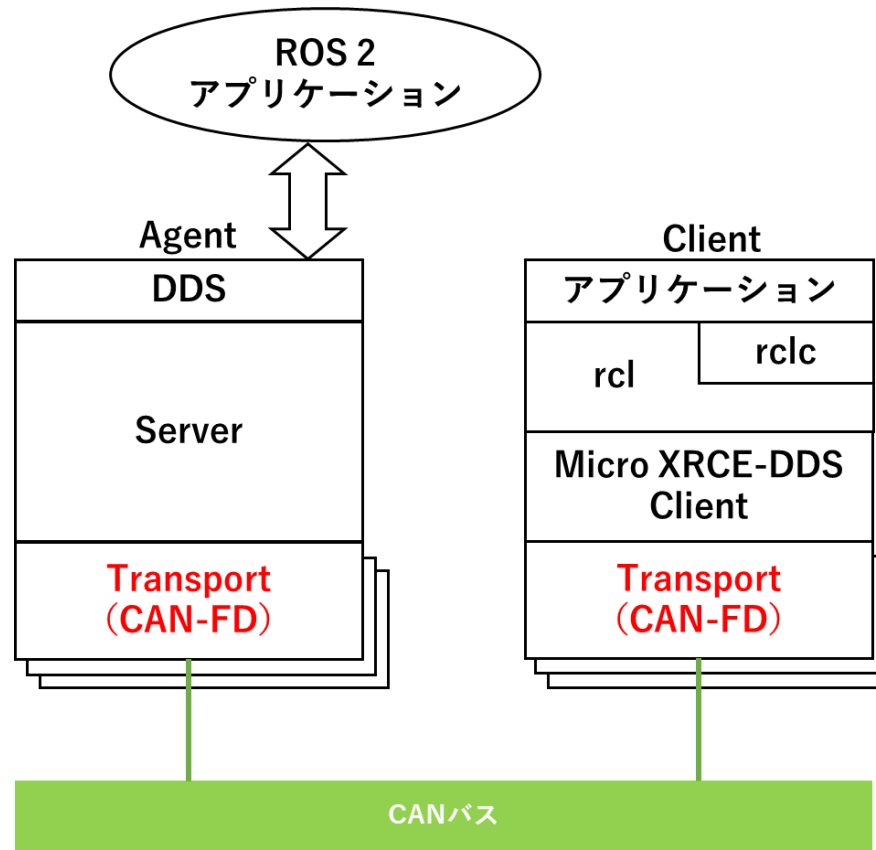 ROS 2
アプリケーション
Agent
DDS
Server
Transport
（CAN-FD）
Client
アプリケーション
rcl
rclc
Micro XRCE-DDS
Client
Transport
（CAN-FD）
CANバス